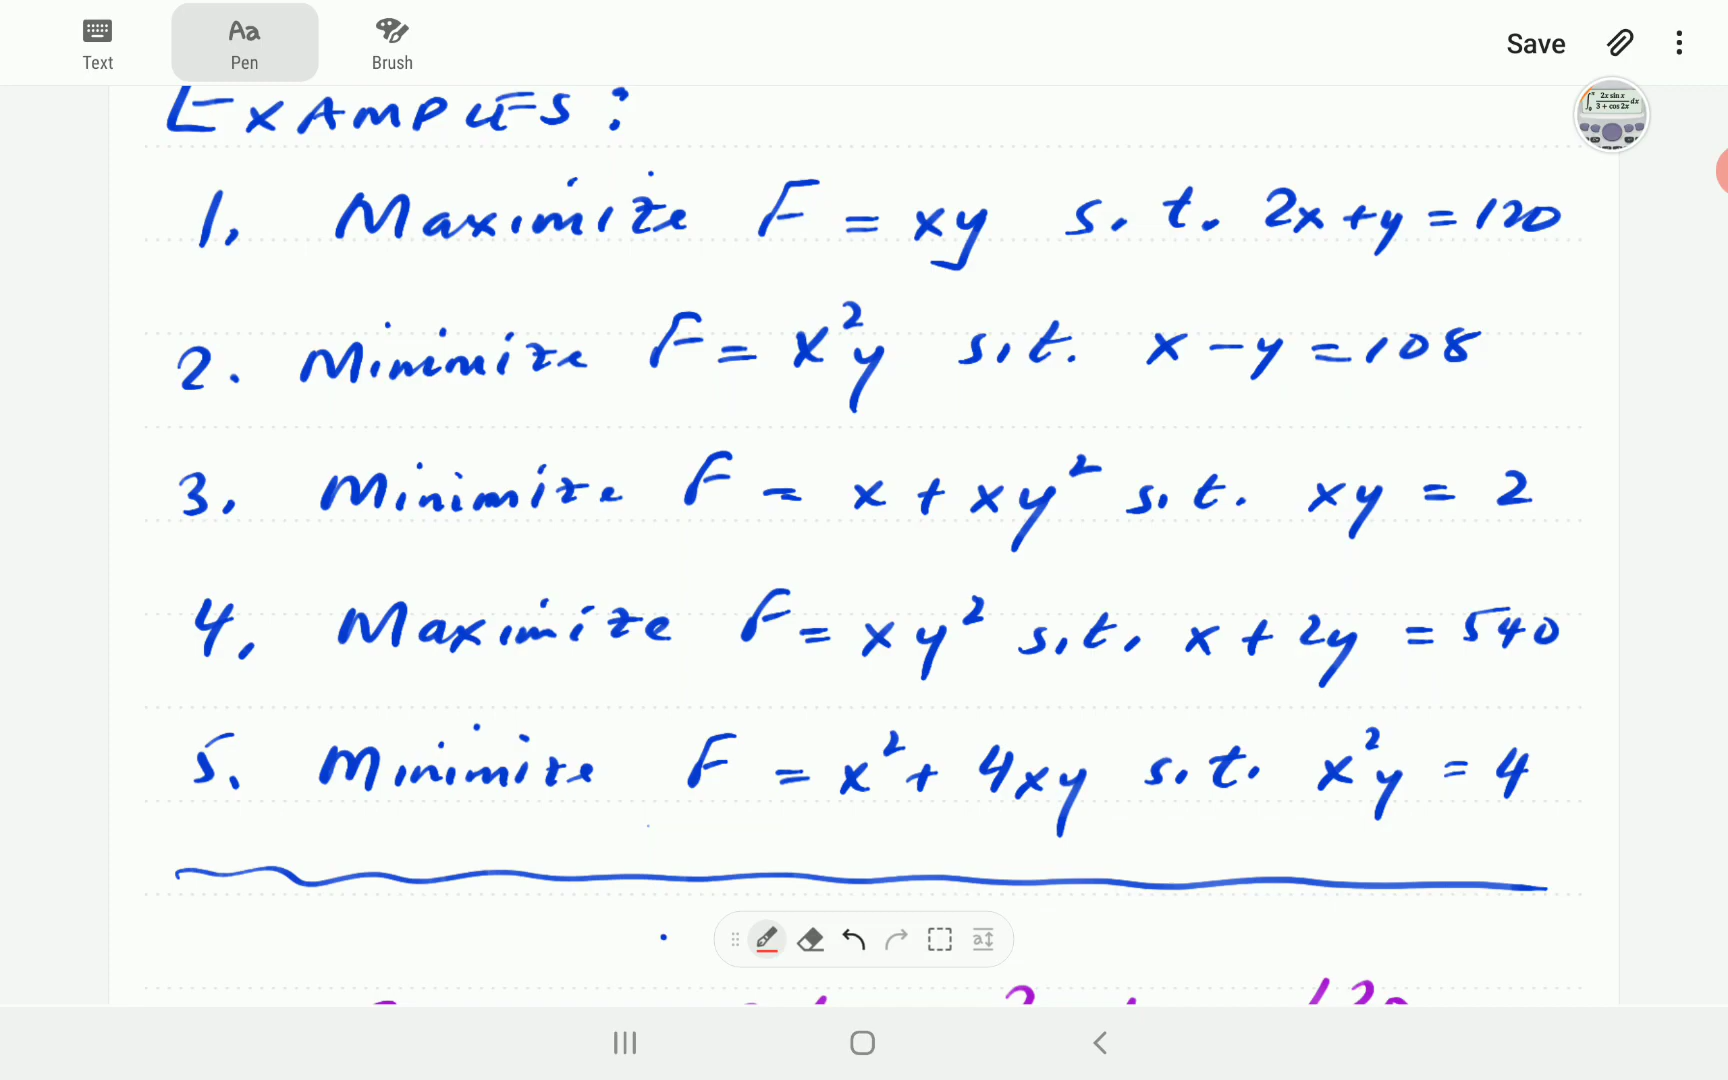 Text
Aa
Pen
Brush
Save
EXAMPLES:
1. Maximize F = xy s.t. 2x + y = 120
2. Minimize F = x²y s.t. x - y = 108
3. Minimize F = x + xy² s.t. xy = 2
4. Maximize F = xy² s.t. x + 2y = 540
5. Minimize F = x² + 4xy s.t. x²y = 4